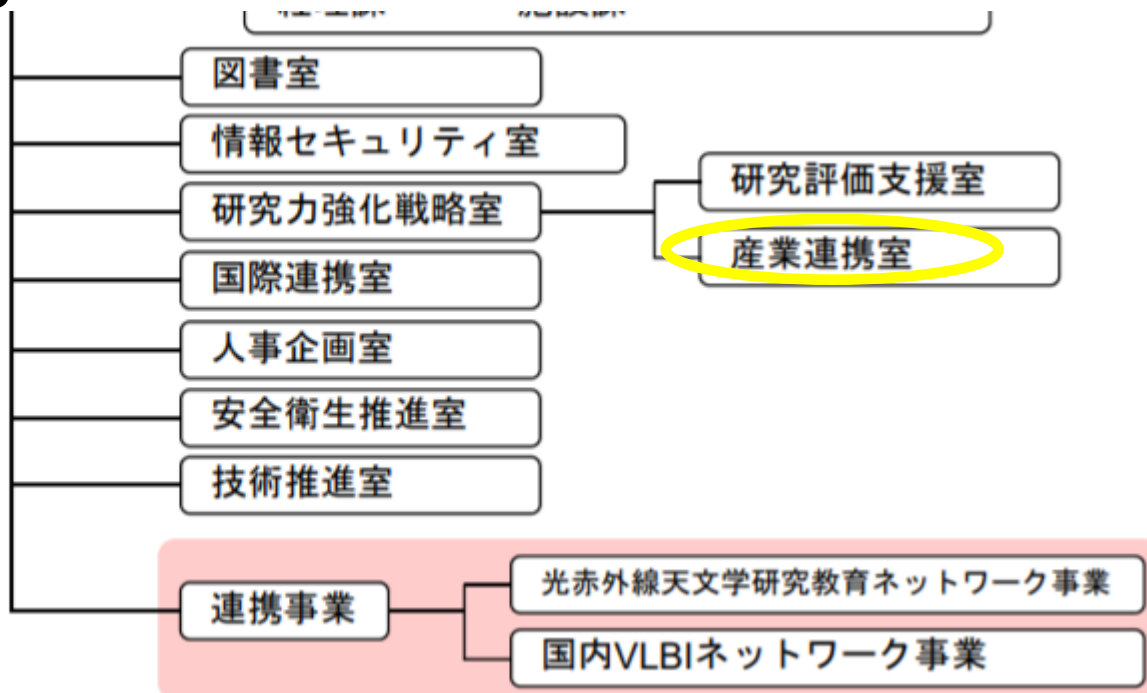 図書室
情報セキュリティ室
研究力強化戦略室
研究評価支援室
産業連携室
国際連携室
人事企画室
安全衛生推進室
技術推進室
連携事業
光赤外線天文学研究教育ネットワーク事業
国内VLBIネットワーク事業